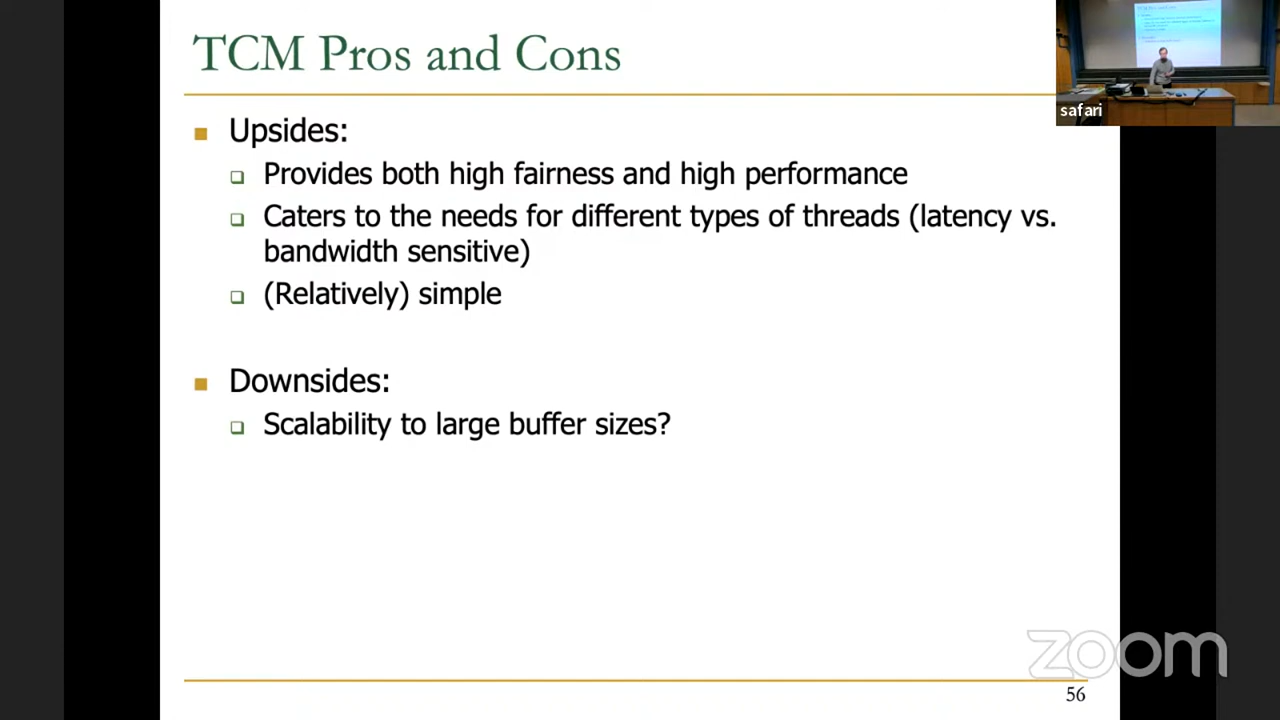 TCM Pros and Cons
safari
Upsides:
Provides both high fairness and high performance
Caters to the needs for different types of threads (latency vs.
bandwidth sensitive)
(Relatively) simple
Downsides:
Scalability to large buffer sizes?
zoom
56